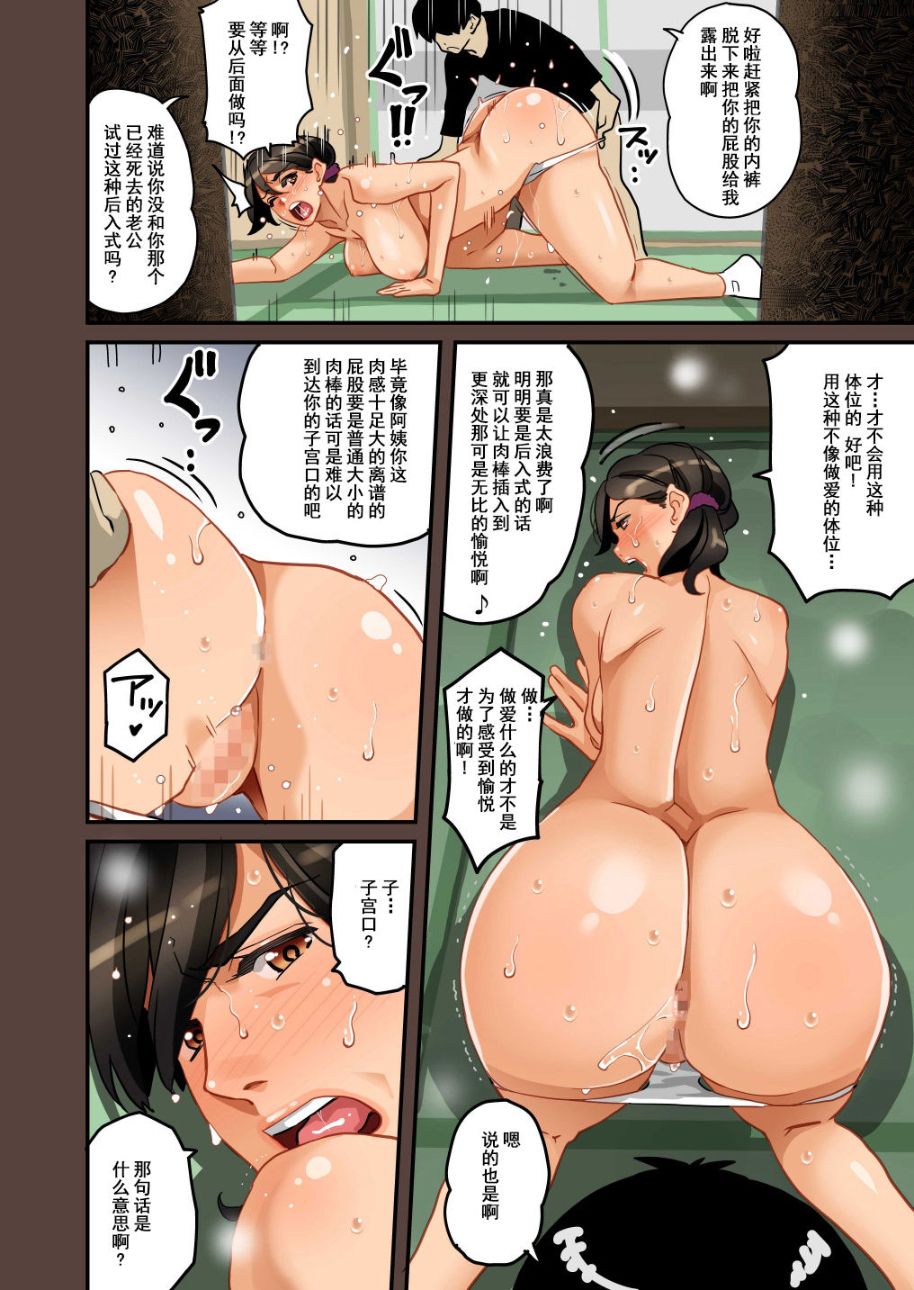 好啦赶紧把你的内裤
脱下来把你的屁股给我
露出来啊
啊!?
等等
要从后面做吗!?
难道说你没和你那个
已经死去的老公
试过这种后入式吗？
ぐっ!!
スッ…
才…才不会用这种
体位的 好吧！
用这种不像做爱的体位…
那真是太浪费了啊
明明要是后入式的话
就可以让肉棒插入到
更深处那可是无比的愉悦啊♪
做…
做爱什么的才不是
为了感受到愉悦
才做的啊！
嗯
说的也是啊
毕竟像阿姨你这
肉感十足大的离谱的
屁股要是普通大小的
肉棒的话可是难以
到达你的子宫口的吧
ぐっ
アッ♥
子…
子宫口？
那句话是
什么意思啊？